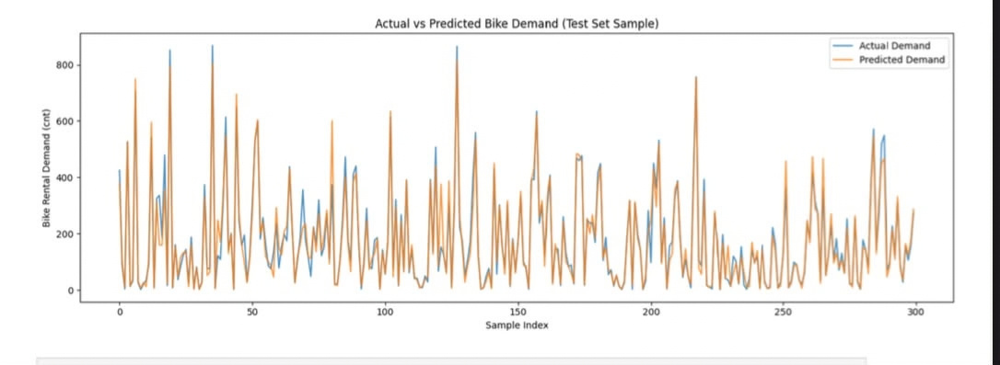 Actual vs Predicted Bike Demand (Test Set Sample)
Actual Demand
Predicted Demand
800
600
400
200
0
Bike Rental Demand (cnt)
0 50 100 150 200 250 300
Sample Index